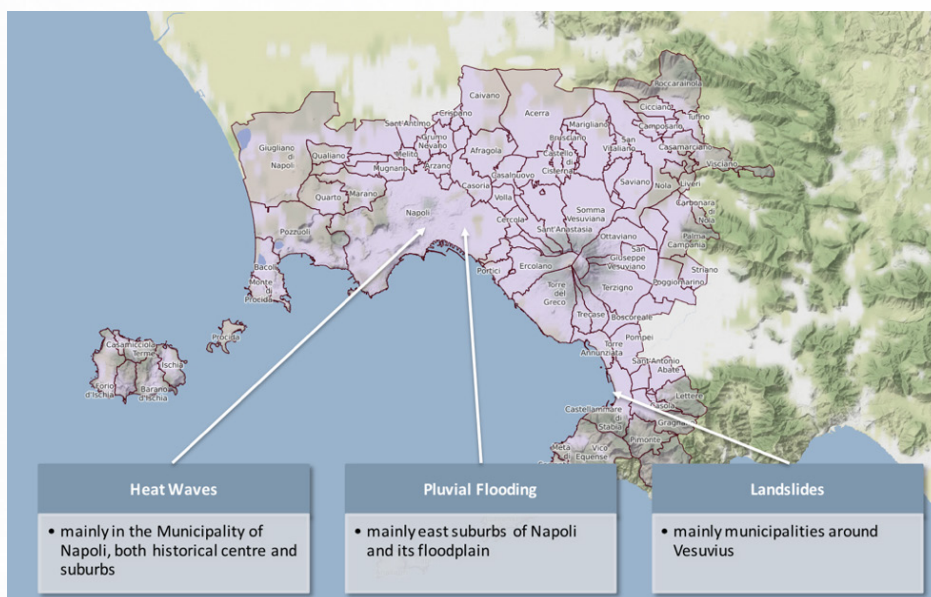 Roccarainola
Caivano
Cicciano
Acerra
Tufino
Crispano
Camposano
Sant'Antimo
Marigliano
Grumo
Nevano
San
Vitaliano
Brusciano
Casamarciano
Giugliano
di
Napoli
Afragola
Qualiano
Melito
Castello
di
Cisterna
Visciano
Arzano
Mugnano
Casalnuovo
Saviano
Nola
Liveri
Casoria
Quarto
Marano
Volla
Carbonara
di
Nola
Napoli
Somma
Vesuviana
Cercola
Pozzuoli
Sant'Anastasia
Ottaviano
Palma
Campania
San
Giuseppe
Vesuviano
Bacoli
Portici
Ercolano
Striano
Monte
di
Procida
Terzigno
Poggiomarino
Torre
del
Greco
Trecase
Boscoreale
Procida
Pompei
Casamicciola
Terme
Torre
Annunziata
Ischia
Sant'Antonio
Abate
Forio
d'Ischia
Barano
d'Ischia
Lettere
Casola
Castellammare
di
Stabia
Gragna
Pimonte
Meta
di
Vico
Equense
Heat Waves
• mainly in the Municipality of
Napoli, both historical centre and
suburbs
Pluvial Flooding
• mainly east suburbs of Napoli
and its floodplain
Landslides
• mainly municipalities around
Vesuvius